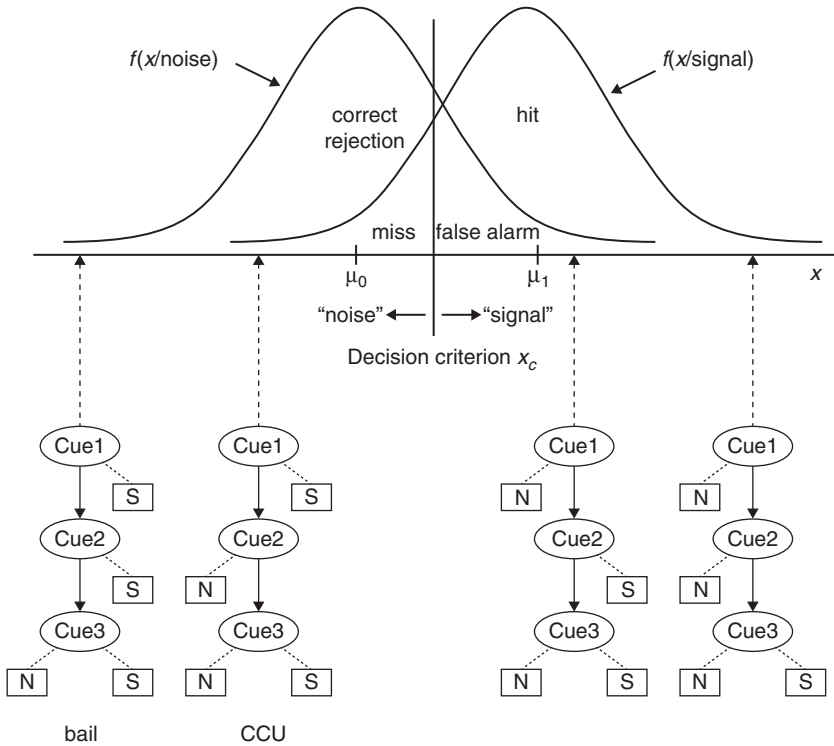 f(x/noise)
f(x/signal)
correct
rejection
hit
miss
false alarm
μ0
μ1
x
“noise”
“signal”
Decision criterion xc
Cue1
Cue1
Cue1
Cue1
S
S
N
N
Cue2
Cue2
Cue2
Cue2
S
N
S
N
Cue3
Cue3
Cue3
Cue3
N
S
N
S
N
S
N
S
bail
CCU